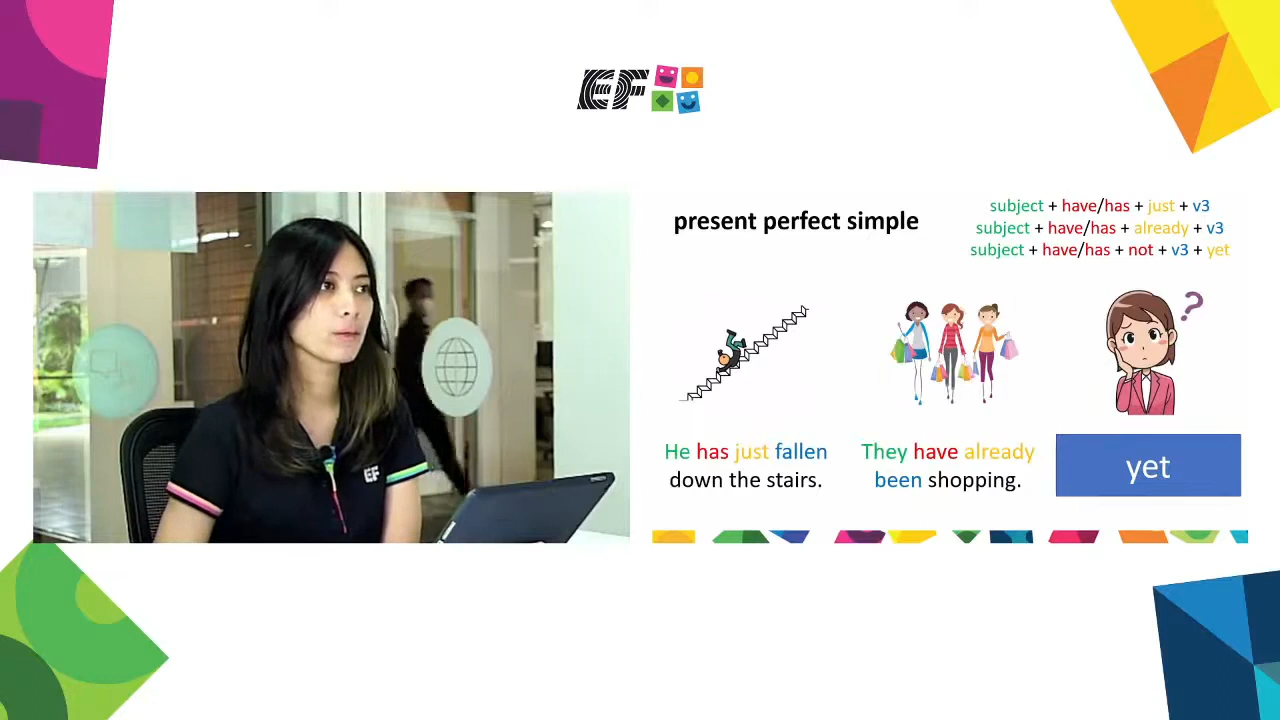 EF
present perfect simple
subject + have/has + just + v3
subject + have/has + already + v3
subject + have/has + not + v3 + yet
?
EF
He has just fallen
down the stairs.
They have already
been shopping.
yet